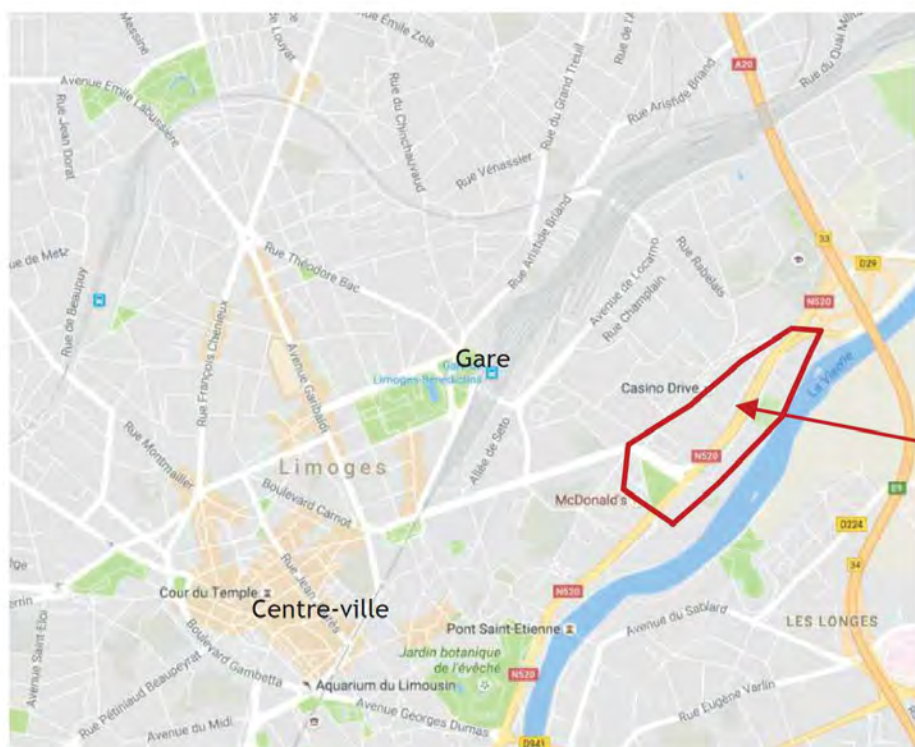 Messine
Rue de Louyat
Rue Emile Zola
Rue du Grand Treuil
Rue de l'A
Rue du Quai Milit
A20
Avenue Emile Labussière
Rue Jean Dorat
Rue du Chinchauvaud
Rue Aristide Briand
Rue Vénassier
ue de Metz
Rue de Beaupuy
Rue Théodore Bac
Rue Aristide Briand
Avenue de Locarno
Rue Rabelais
Rue Champlain
33
D29
N520
Rue François Chénieux
Avenue Garibaldi
Gare
Limoges-Bénédictins
Casino Drive
La Vienne
Rue Montmailler
Limoges
Allée de Seto
N520
McDonald's
E9
Boulevard Carnot
D224
34
Cour du Temple
Centre-ville
N520
Avenue du Sablard
LES LONGES
Pont Saint-Etienne
Jardin botanique
de l'évêché
N520
errin
Avenue Saint-Eloi
Boulevard Gambetta
Rue Pétiniaud Beaupeyrat
Aquarium du Limousin
Avenue Georges Dumas
Avenue du Midi
Rue Eugène Varlin
D941